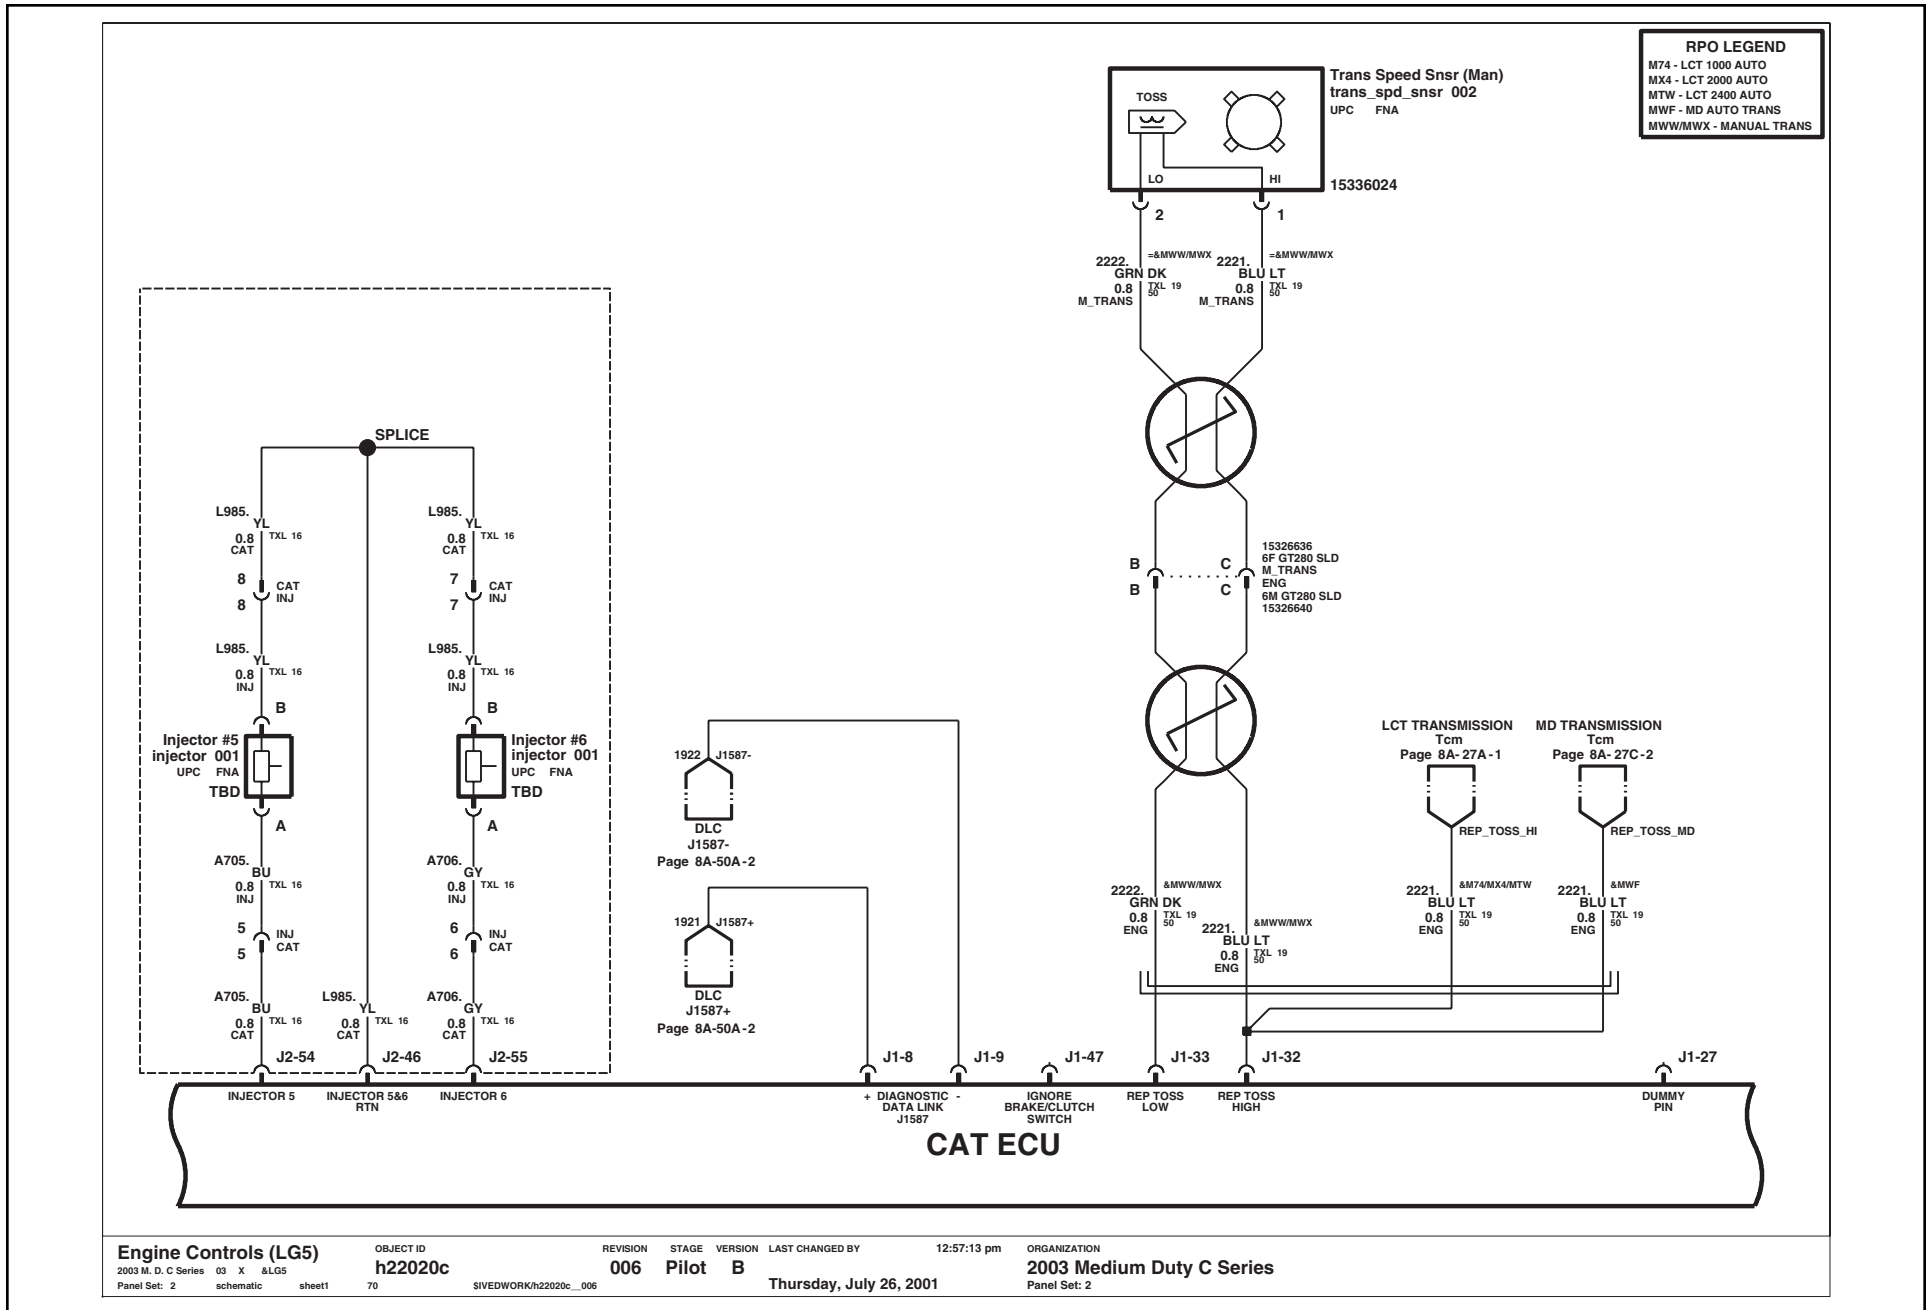 RPO LEGEND
M74 - LCT 1000 AUTO
MX4 - LCT 2000 AUTO
MTW - LCT 2400 AUTO
MWF - MD AUTO TRANS
MWW/MWX - MANUAL TRANS
Trans Speed Snsr (Man)
trans_spd_snsr 002
UPC FNA
TOSS
LO
HI
15336024
2
1
2222.
=&MWW/MWX
GRN DK
0.8
TXL 19
50
M_TRANS
2221.
=&MWW/MWX
BLU LT
0.8
TXL 19
50
M_TRANS
SPLICE
L985.
YL
0.8
TXL 16
CAT
L985.
YL
0.8
TXL 16
CAT
8
CAT
INJ
8
7
CAT
INJ
7
L985.
YL
0.8
TXL 16
INJ
L985.
YL
0.8
TXL 16
INJ
B
B
Injector #5
injector 001
UPC FNA
TBD
Injector #6
injector 001
UPC FNA
TBD
A
A
A705.
BU
0.8
TXL 16
INJ
A706.
GY
0.8
TXL 16
INJ
5
INJ
CAT
5
6
INJ
CAT
6
A705.
BU
0.8
TXL 16
CAT
L985.
YL
0.8
TXL 16
CAT
A706.
GY
0.8
TXL 16
CAT
B
C
B
C
15326636
6F GT280 SLD
M_TRANS
ENG
6M GT280 SLD
15326640
1922
J1587-
DLC
J1587-
Page 8A-50A-2
1921
J1587+
DLC
J1587+
Page 8A-50A-2
LCT TRANSMISSION
Tcm
Page 8A-27A-1
REP_TOSS_HI
MD TRANSMISSION
Tcm
Page 8A-27C-2
REP_TOSS_MD
2222.
&MWW/MWX
GRN DK
0.8
TXL 19
50
ENG
2221.
&MWW/MWX
BLU LT
0.8
TXL 19
50
ENG
2221.
&M74/MX4/MTW
BLU LT
0.8
TXL 19
50
ENG
2221.
&MWF
BLU LT
0.8
TXL 19
50
ENG
J2-54
J2-46
J2-55
J1-8
J1-9
J1-47
J1-33
J1-32
J1-27
INJECTOR 5
INJECTOR 5&6
RTN
INJECTOR 6
+ DIAGNOSTIC -
DATA LINK
J1587
IGNORE
BRAKE/CLUTCH
SWITCH
REP TOSS
LOW
REP TOSS
HIGH
DUMMY
PIN
CAT ECU
Engine Controls (LG5)
2003 M. D. C Series 03 X &LG5
Panel Set: 2 schematic sheet1
OBJECT ID
h22020c
70
$IVEDWORK/h22020c__006
REVISION
006
STAGE
Pilot
VERSION
B
LAST CHANGED BY
12:57:13 pm
Thursday, July 26, 2001
ORGANIZATION
2003 Medium Duty C Series
Panel Set: 2